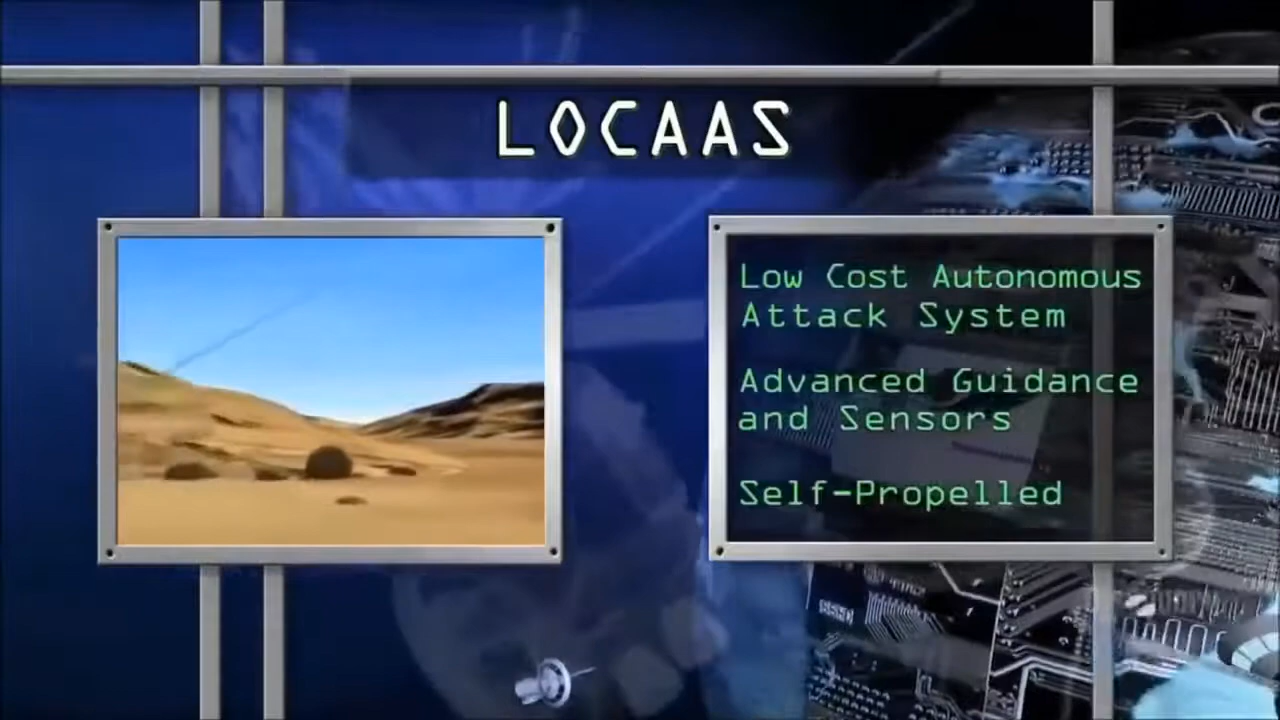 LOCAAS
Low Cost Autonomous
Attack System
Advanced Guidance
and Sensors
Self-Propelled